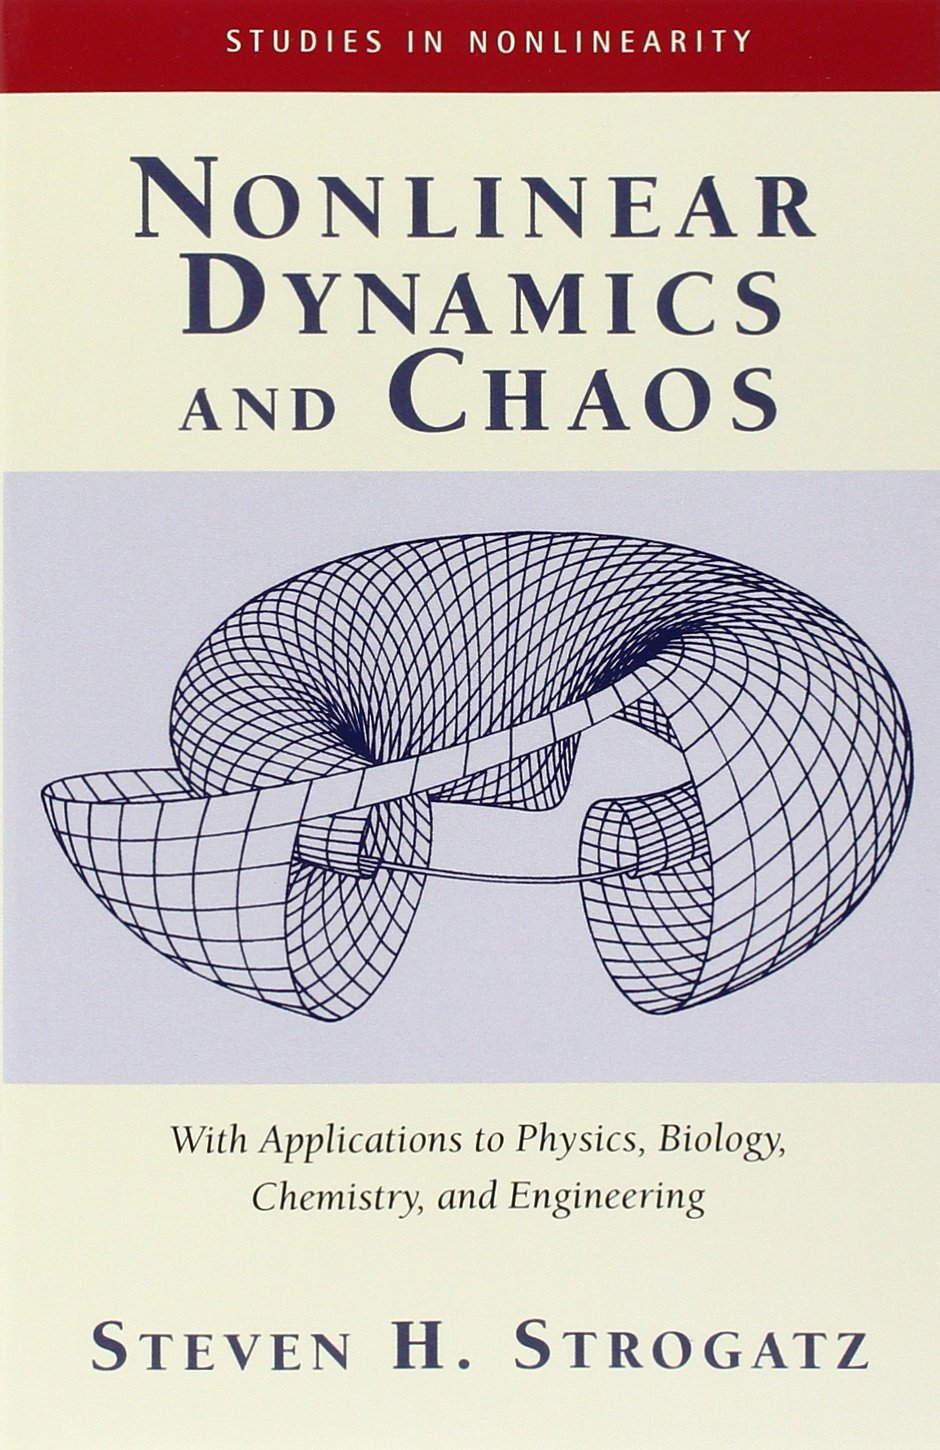 STUDIES IN NONLINEARITY
NONLINEAR
DYNAMICS
AND CHAOS
With Applications to Physics, Biology,
Chemistry, and Engineering
STEVEN H. STROGATZ